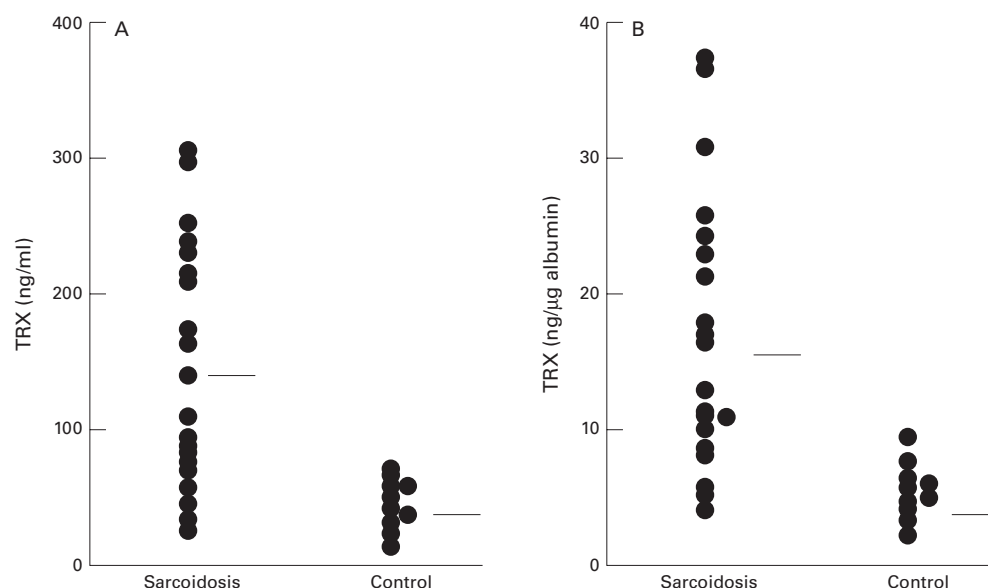 A
400
300
200
100
0
TRX (ng/ml)
Sarcoidosis
Control
B
40
30
20
10
0
TRX (ng/μg albumin)
Sarcoidosis
Control